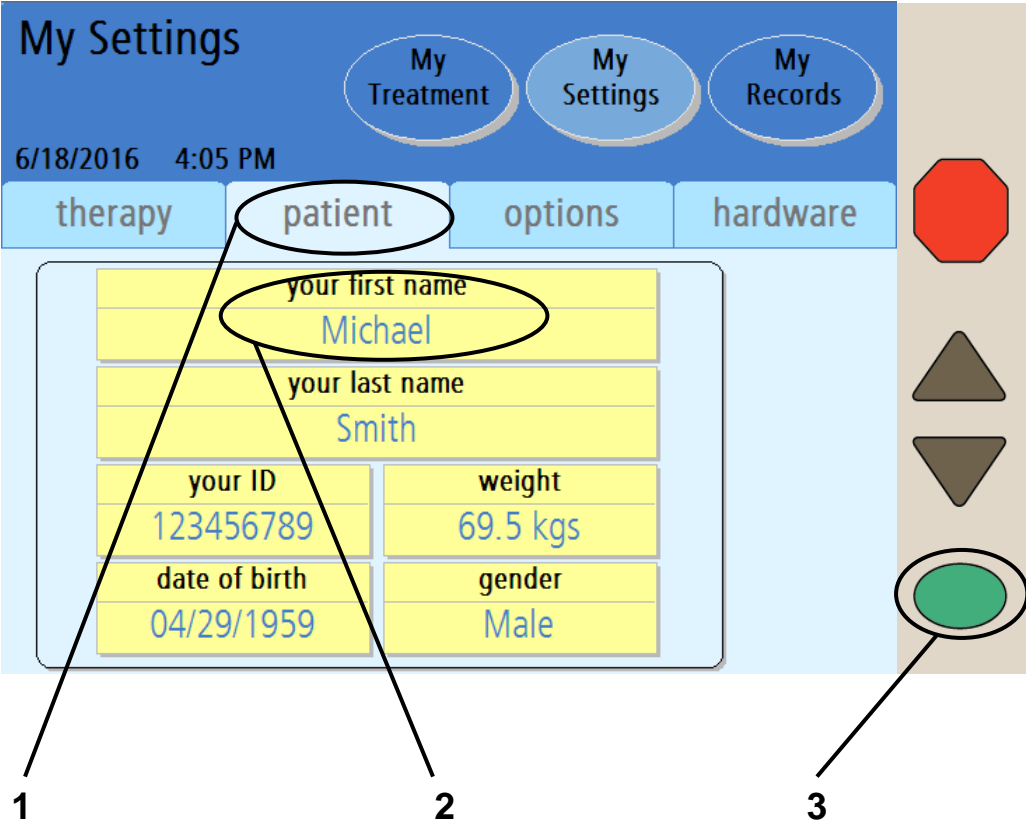 My Settings
My
Treatment
My
Settings
My
Records
6/18/2016 4:05 PM
therapy patient options hardware
your first name
Michael
your last name
Smith
your ID weight
123456789 69.5 kgs
date of birth gender
04/29/1959 Male
1 2 3